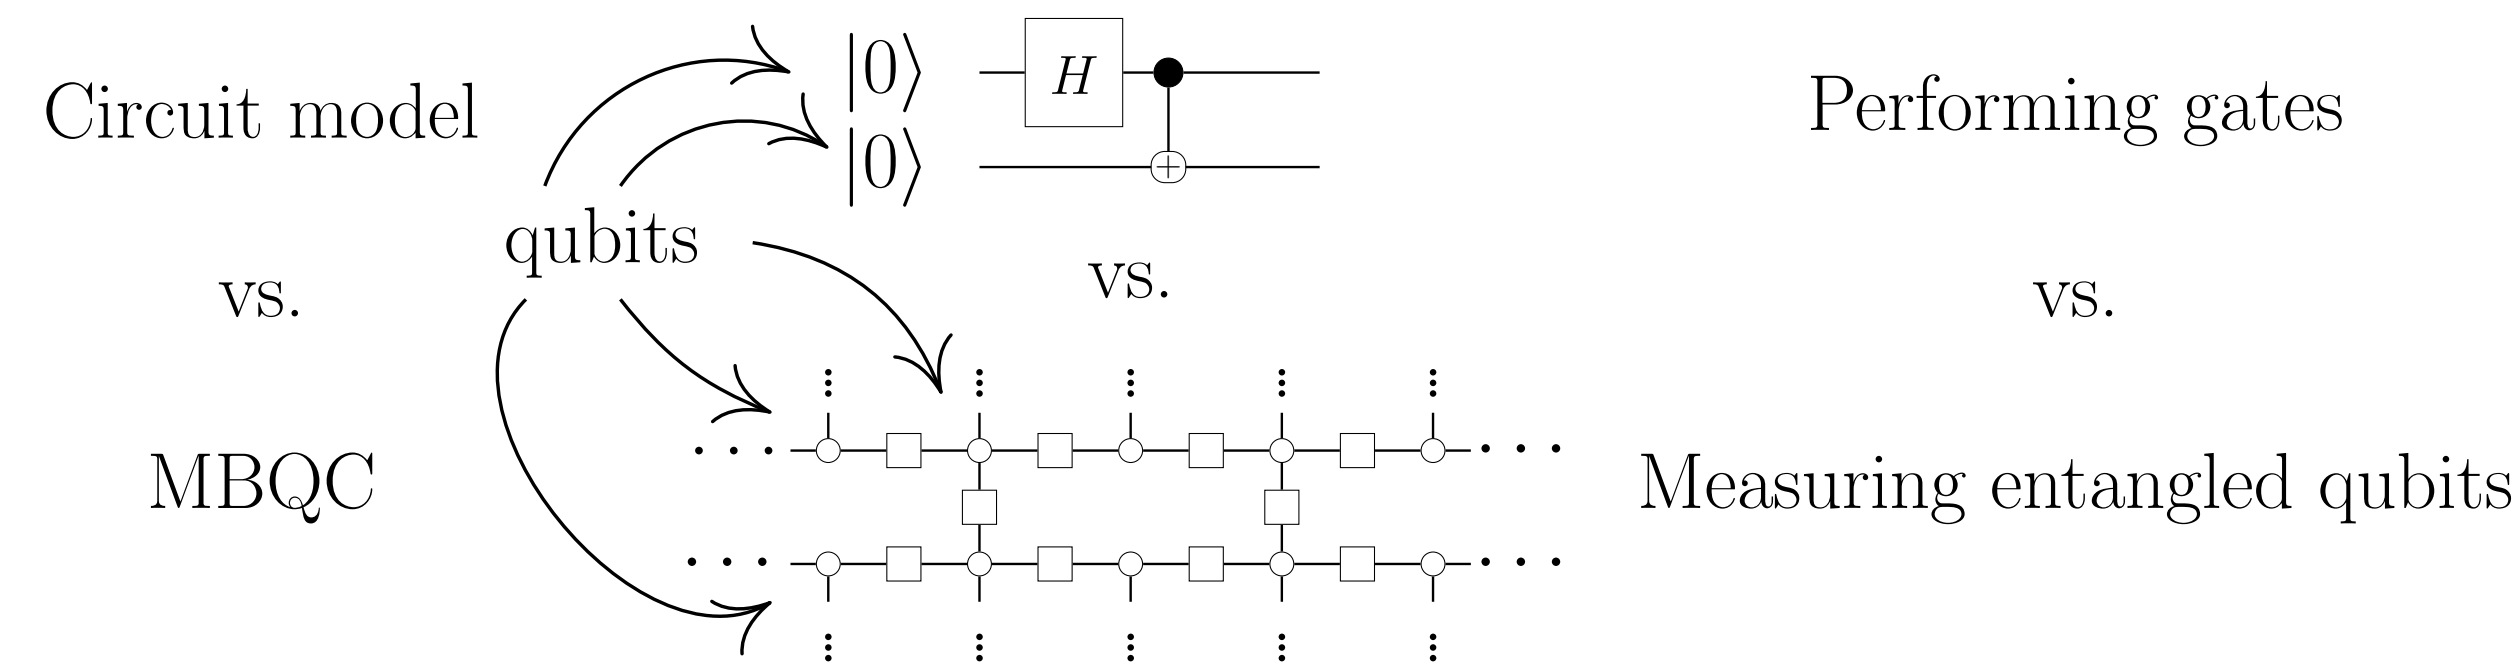 Circuit model
|0⟩
H
Performing gates
|0⟩
qubits
vs.
vs.
vs.
MBQC
Measuring entangled qubits